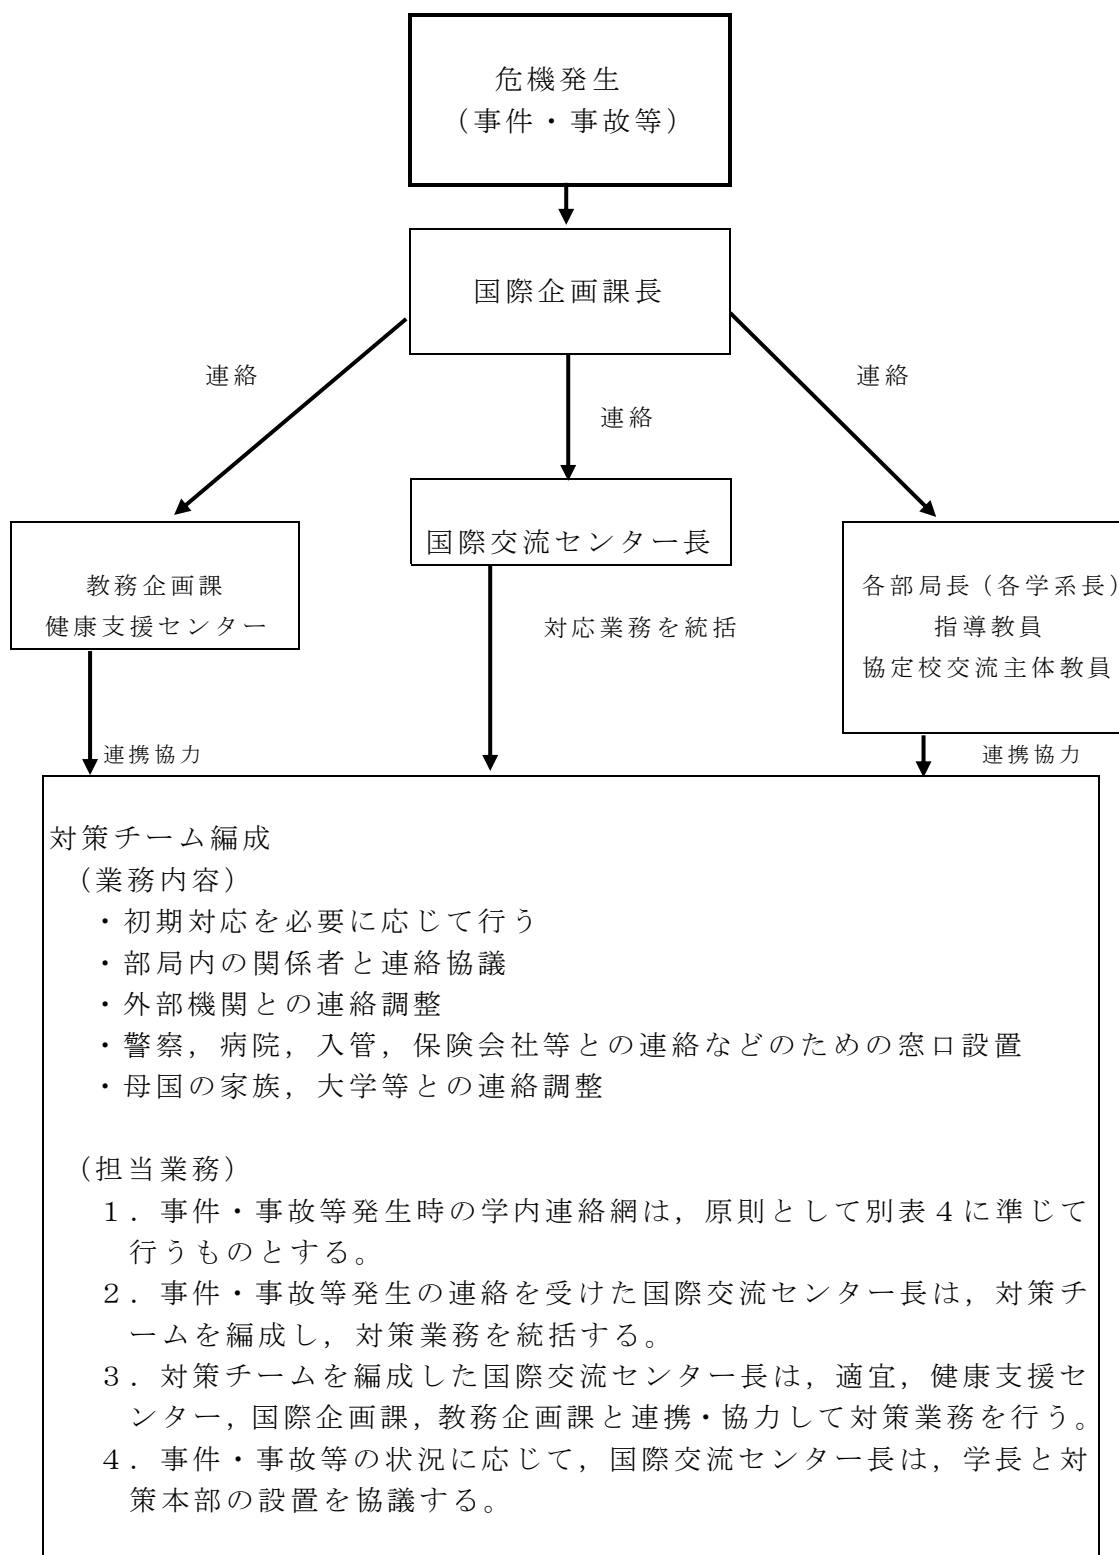 危機発生
（事件・事故等）
国際企画課長
連絡
連絡
連絡
国際交流センター長
教務企画課
健康支援センター
対応業務を統括
各部局長（各学系長）
指導教員
協定校交流主体教員
連携協力
連携協力
対策チーム編成
（業務内容）
・初期対応を必要に応じて行う
・部局内の関係者と連絡協議
・外部機関との連絡調整
・警察，病院，入管，保険会社等との連絡などのための窓口設置
・母国の家族，大学等との連絡調整
（担当業務）
１．事件・事故等発生時の学内連絡網は，原則として別表４に準じて
行うものとする。
２．事件・事故等発生の連絡を受けた国際交流センター長は，対策チ
ームを編成し，対策業務を統括する。
３．対策チームを編成した国際交流センター長は，適宜，健康支援セ
ンター，国際企画課，教務企画課と連携・協力して対策業務を行う。
４．事件・事故等の状況に応じて，国際交流センター長は，学長と対
策本部の設置を協議する。